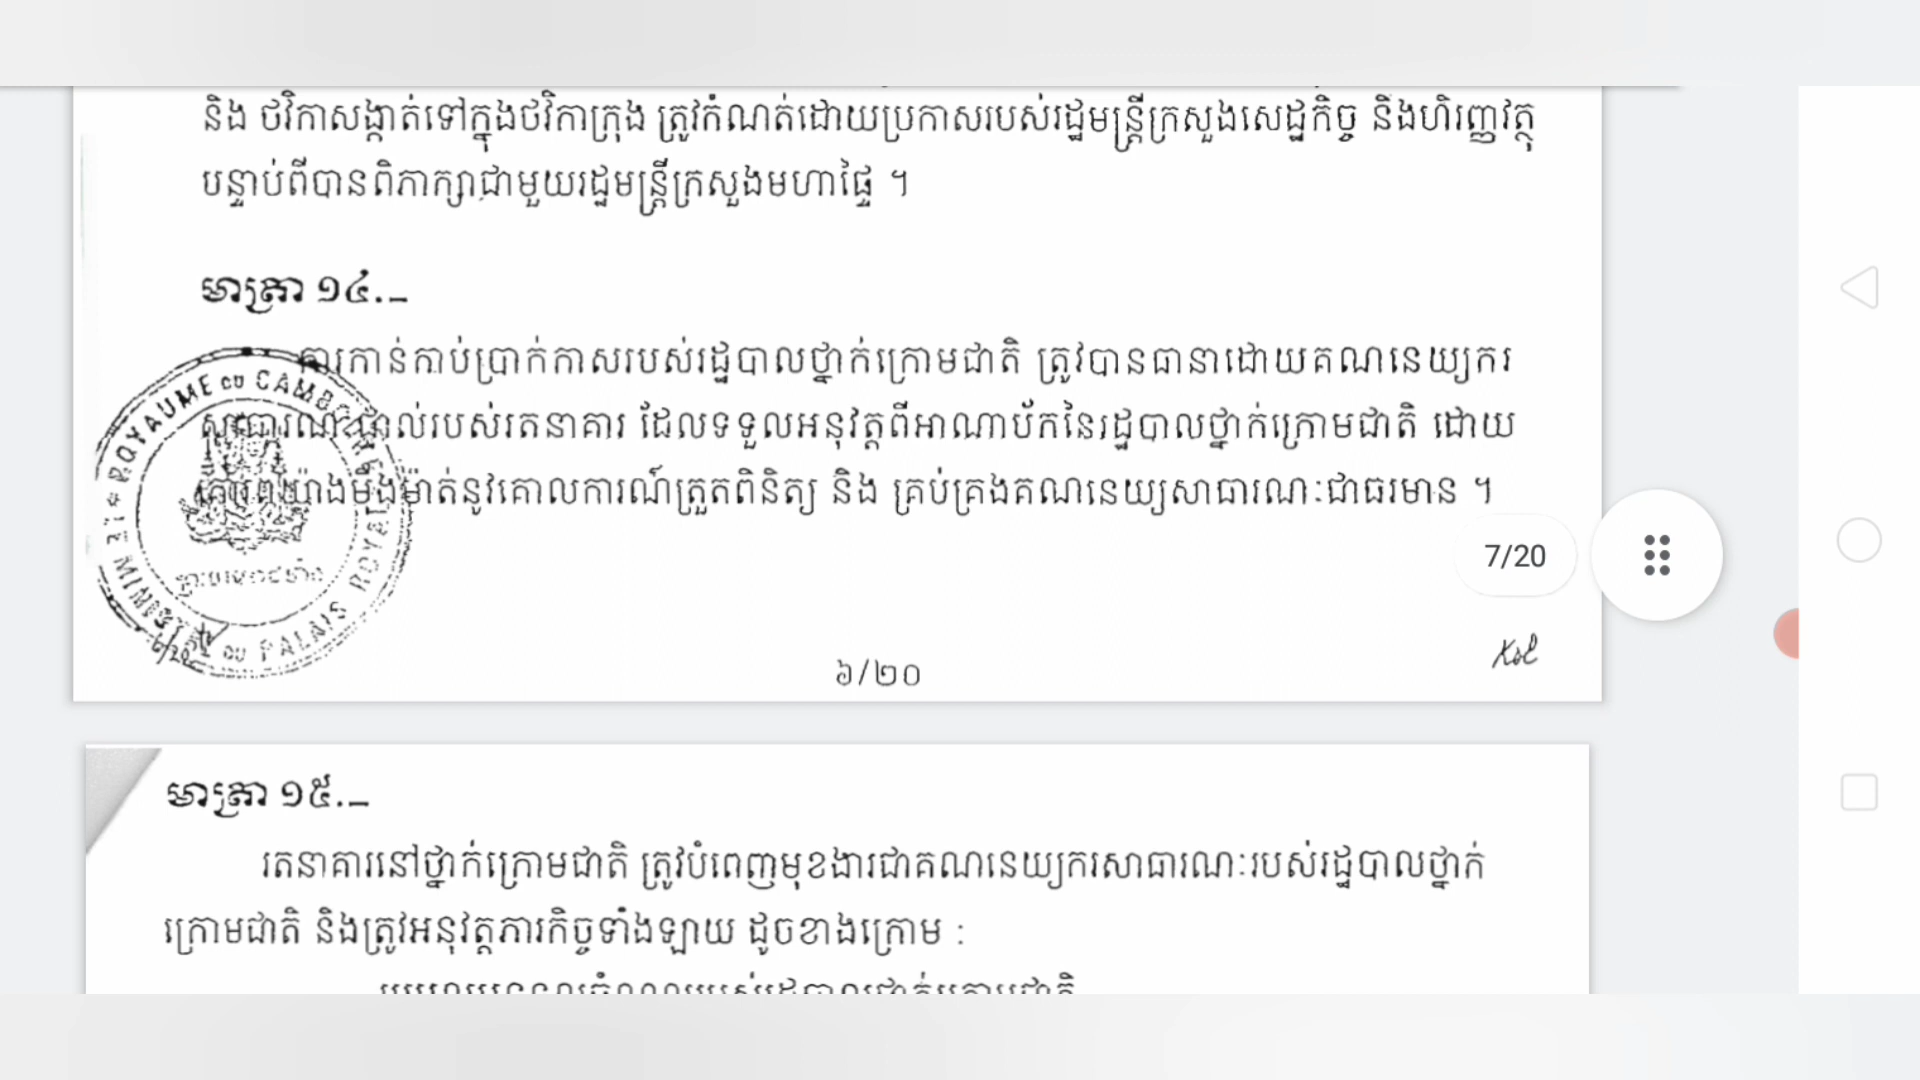 និង ថវិកាសង្កាត់ទៅក្នុងថវិកាក្រុង ត្រូវកំណត់ដោយប្រកាសរបស់រដ្ឋមន្ត្រីក្រសួងសេដ្ឋកិច្ច និងហិរញ្ញវត្ថុ
បន្ទាប់ពីបានពិភាក្សាជាមួយរដ្ឋមន្ត្រីក្រសួងមហាផ្ទៃ ។
មាត្រា ១៤._
ការកាន់កាប់ប្រាក់កាសរបស់រដ្ឋបាលថ្នាក់ក្រោមជាតិ ត្រូវបានធានាដោយគណនេយ្យករ
សាធារណៈផ្ទាល់របស់រតនាគារ ដែលទទួលអនុវត្តពីអាណាប័កនៃរដ្ឋបាលថ្នាក់ក្រោមជាតិ ដោយ
គោរពយ៉ាងម៉ឺងម៉ាត់នូវគោលការណ៍ត្រួតពិនិត្យ និង គ្រប់គ្រងគណនេយ្យសាធារណៈជាធរមាន ។
ROYAUME DU CAMBODGE
MINISTERE DU PALAIS ROYAL
7/20
៦/២០
មាត្រា ១៥._
រតនាគារនៅថ្នាក់ក្រោមជាតិ ត្រូវបំពេញមុខងារជាគណនេយ្យករសាធារណៈរបស់រដ្ឋបាលថ្នាក់
ក្រោមជាតិ និងត្រូវអនុវត្តភារកិច្ចទាំងឡាយ ដូចខាងក្រោម :